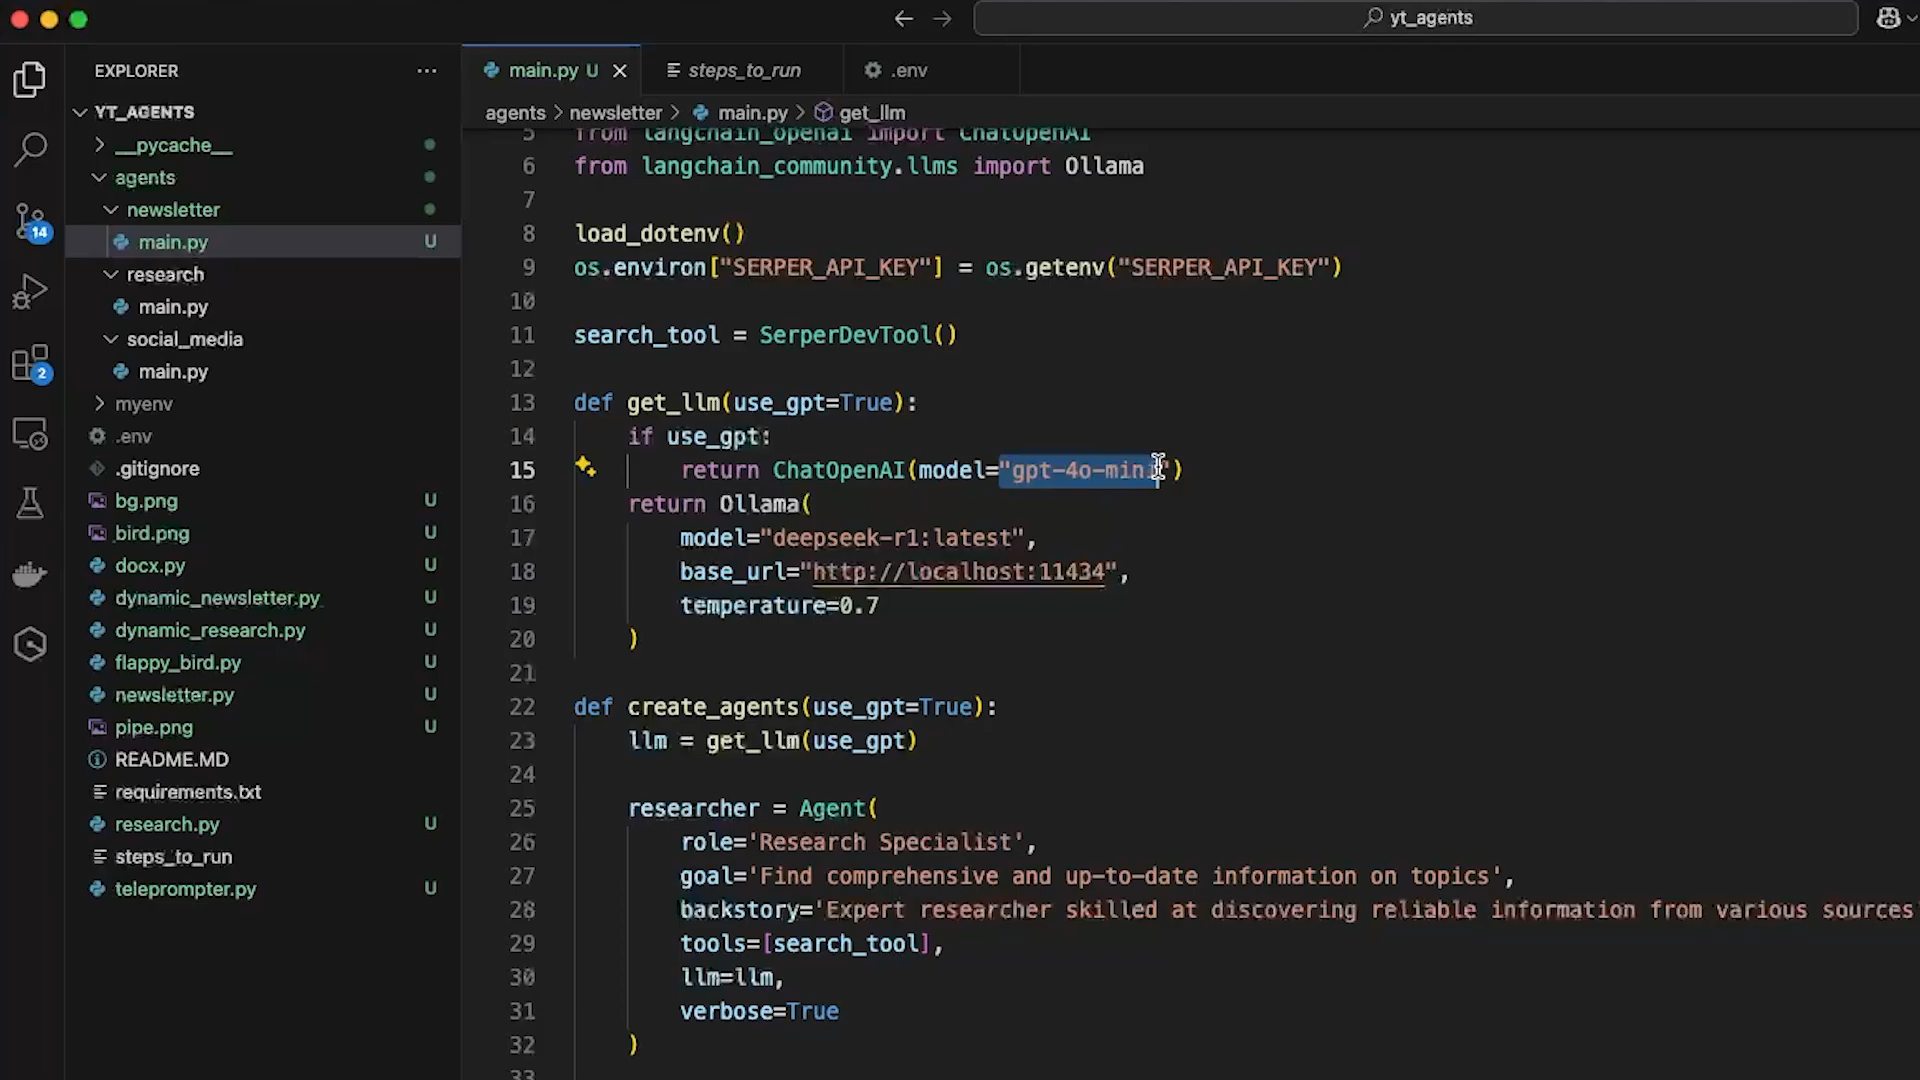 yt_agents
EXPLORER
main.py U
steps_to_run
.env
YT_AGENTS
agents > newsletter > main.py > get_llm
__pycache__
agents
newsletter
main.py U
research
main.py
social_media
main.py
myenv
.env
.gitignore
bg.png U
bird.png U
docx.py U
dynamic_newsletter.py U
dynamic_research.py U
flappy_bird.py U
newsletter.py U
pipe.png U
README.MD
requirements.txt
research.py U
steps_to_run
teleprompter.py U
14
2
5 from langchain_openai import ChatOpenAI
6 from langchain_community.llms import Ollama
7
8 load_dotenv()
9 os.environ["SERPER_API_KEY"] = os.getenv("SERPER_API_KEY")
10
11 search_tool = SerperDevTool()
12
13 def get_llm(use_gpt=True):
14 if use_gpt:
15 return ChatOpenAI(model="gpt-4o-mini")
16 return Ollama(
17 model="deepseek-r1:latest",
18 base_url="http://localhost:11434",
19 temperature=0.7
20 )
21
22 def create_agents(use_gpt=True):
23 llm = get_llm(use_gpt)
24
25 researcher = Agent(
26 role='Research Specialist',
27 goal='Find comprehensive and up-to-date information on topics',
28 backstory='Expert researcher skilled at discovering reliable information from various sources
29 tools=[search_tool],
30 llm=llm,
31 verbose=True
32 )
33